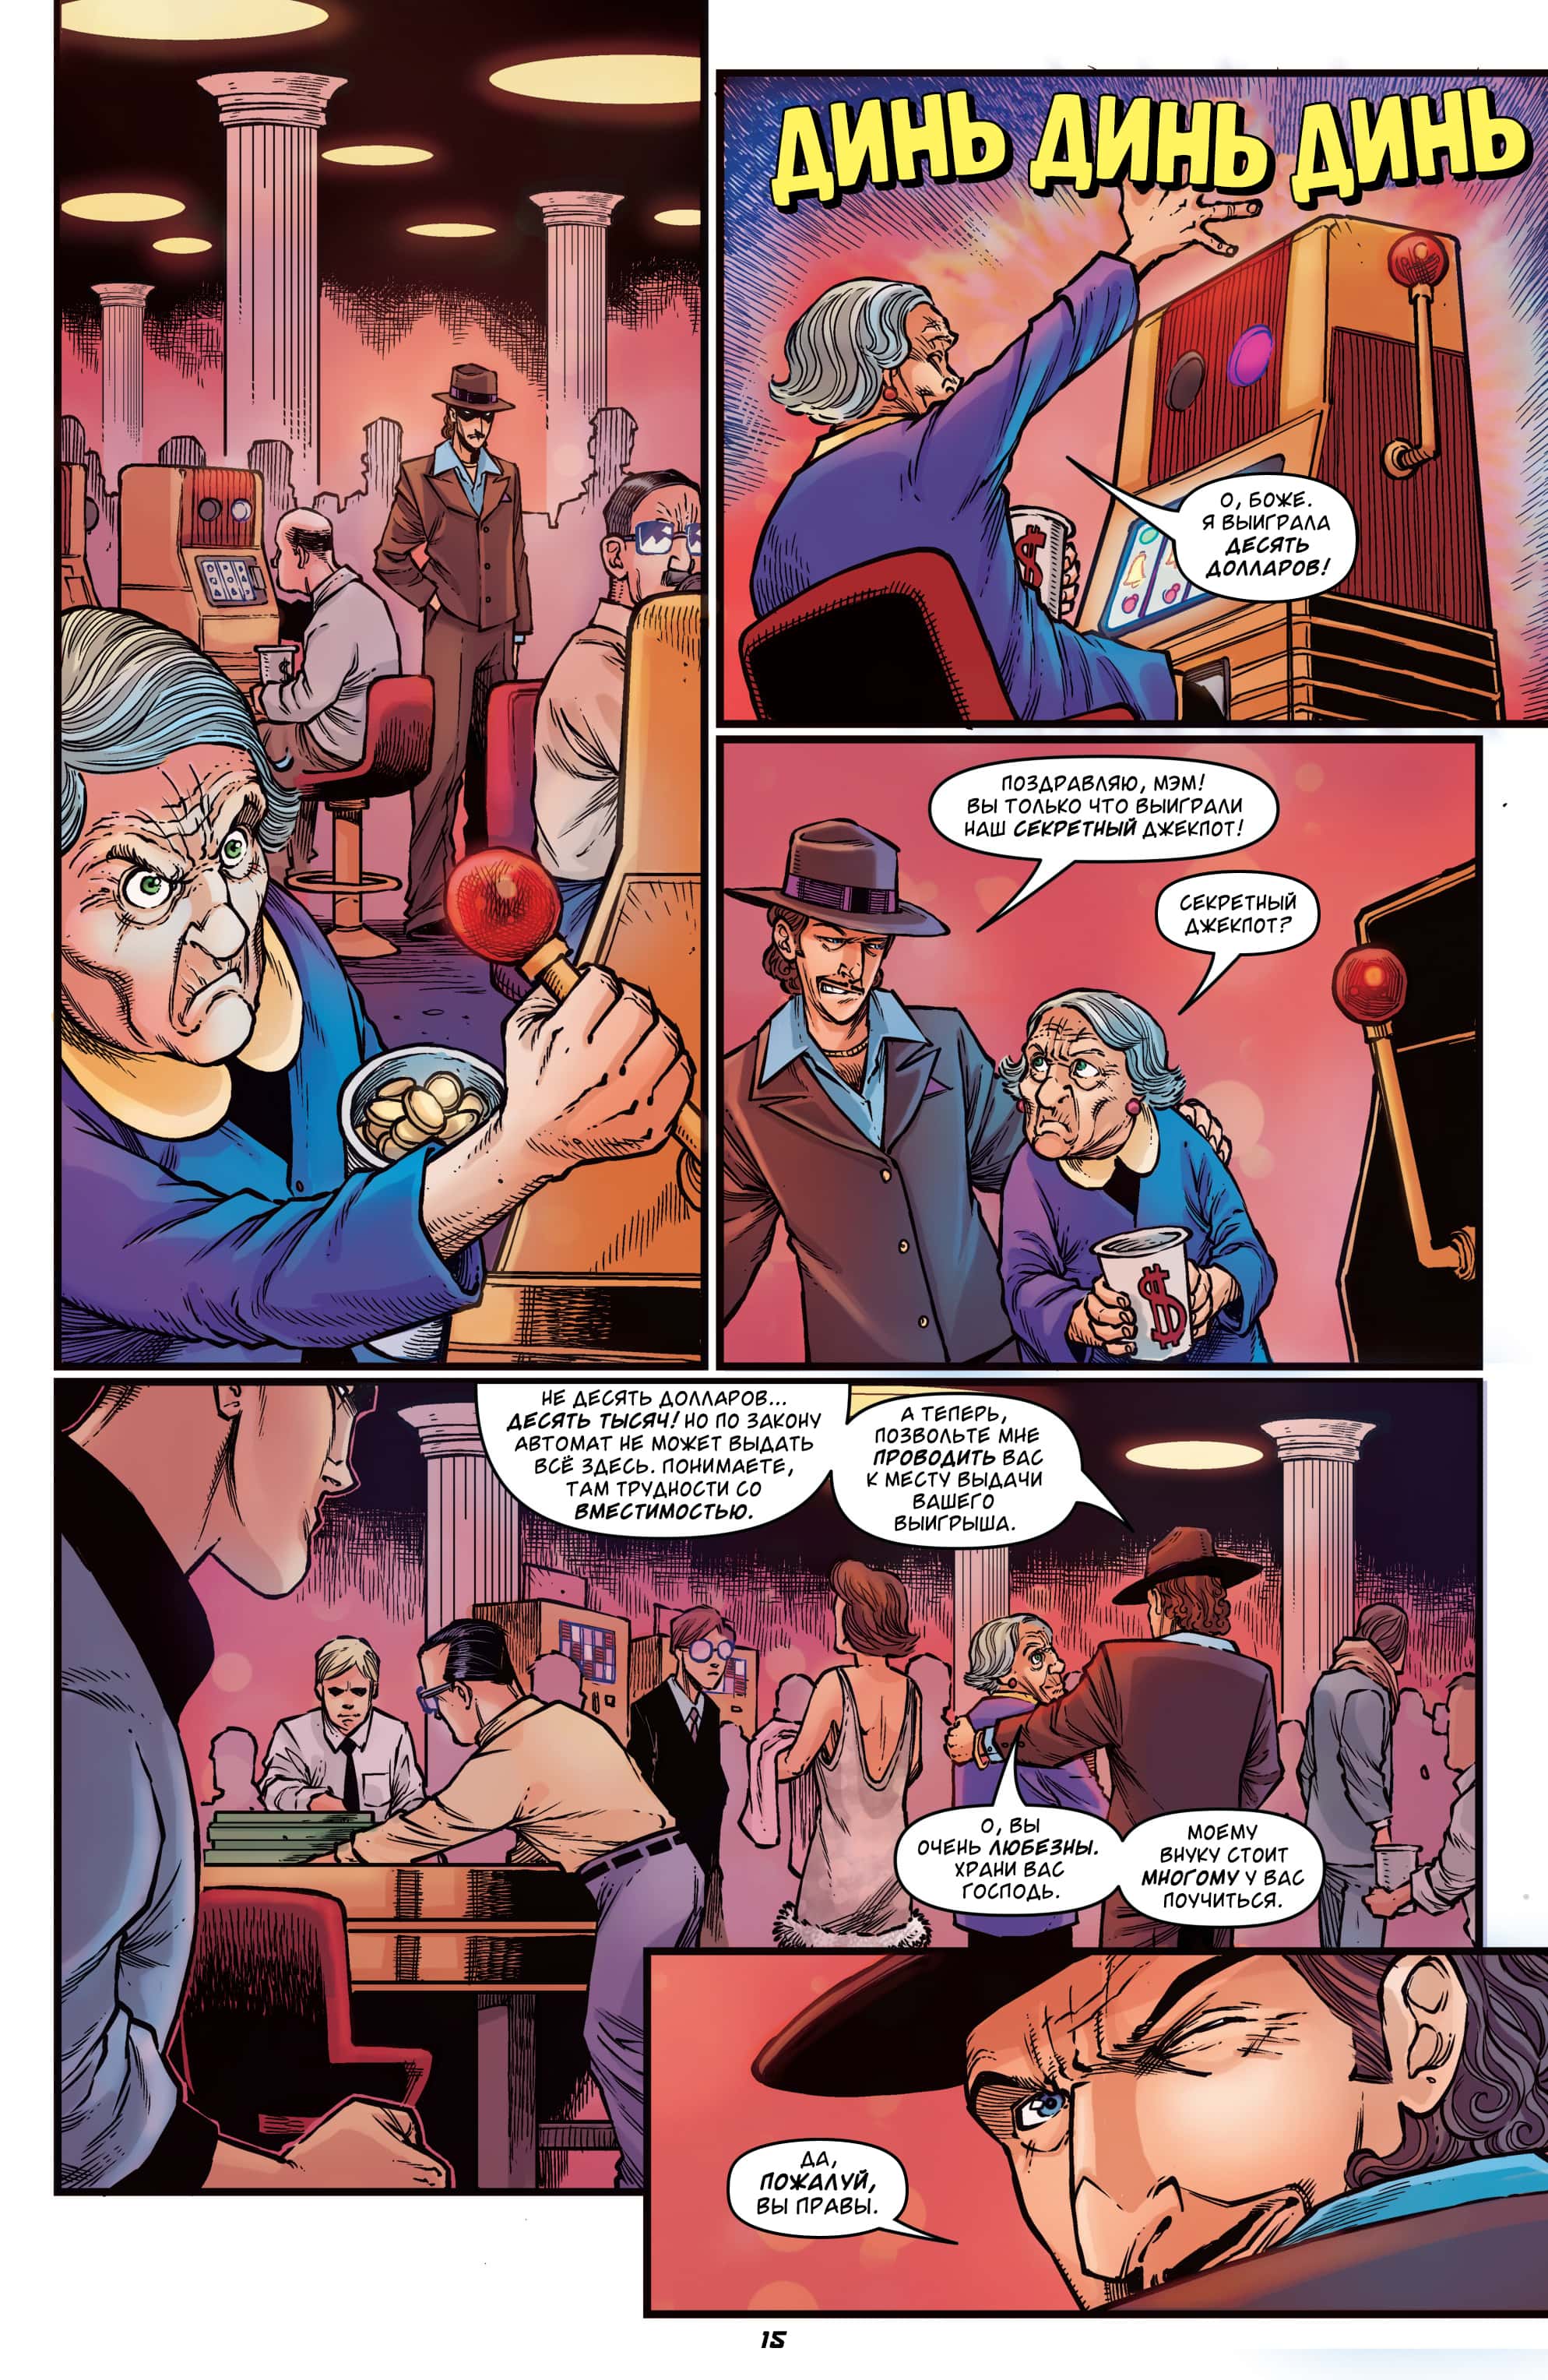 ДИНЬ ДИНЬ ДИНЬ
О, БОЖЕ.
Я ВЫИГРАЛА
ДЕСЯТЬ
ДОЛЛАРОВ!
$
ПОЗДРАВЛЯЮ, МЭМ!
ВЫ ТОЛЬКО ЧТО ВЫИГРАЛИ
НАШ СЕКРЕТНЫЙ ДЖЕКПОТ!
СЕКРЕТНЫЙ
ДЖЕКПОТ?
$
НЕ ДЕСЯТЬ ДОЛЛАРОВ...
ДЕСЯТЬ ТЫСЯЧ! НО ПО ЗАКОНУ
АВТОМАТ НЕ МОЖЕТ ВЫДАТЬ
ВСЁ ЗДЕСЬ. ПОНИМАЕТЕ,
ТАМ ТРУДНОСТИ СО
ВМЕСТИМОСТЬЮ.
А ТЕПЕРЬ,
ПОЗВОЛЬТЕ МНЕ
ПРОВОДИТЬ ВАС
К МЕСТУ ВЫДАЧИ
ВАШЕГО
ВЫИГРЫША.
О, ВЫ
ОЧЕНЬ ЛЮБЕЗНЫ.
ХРАНИ ВАС
ГОСПОДЬ.
МОЕМУ
ВНУКУ СТОИТ
МНОГОМУ У ВАС
ПОУЧИТЬСЯ.
ДА,
ПОЖАЛУЙ,
ВЫ ПРАВЫ.
15